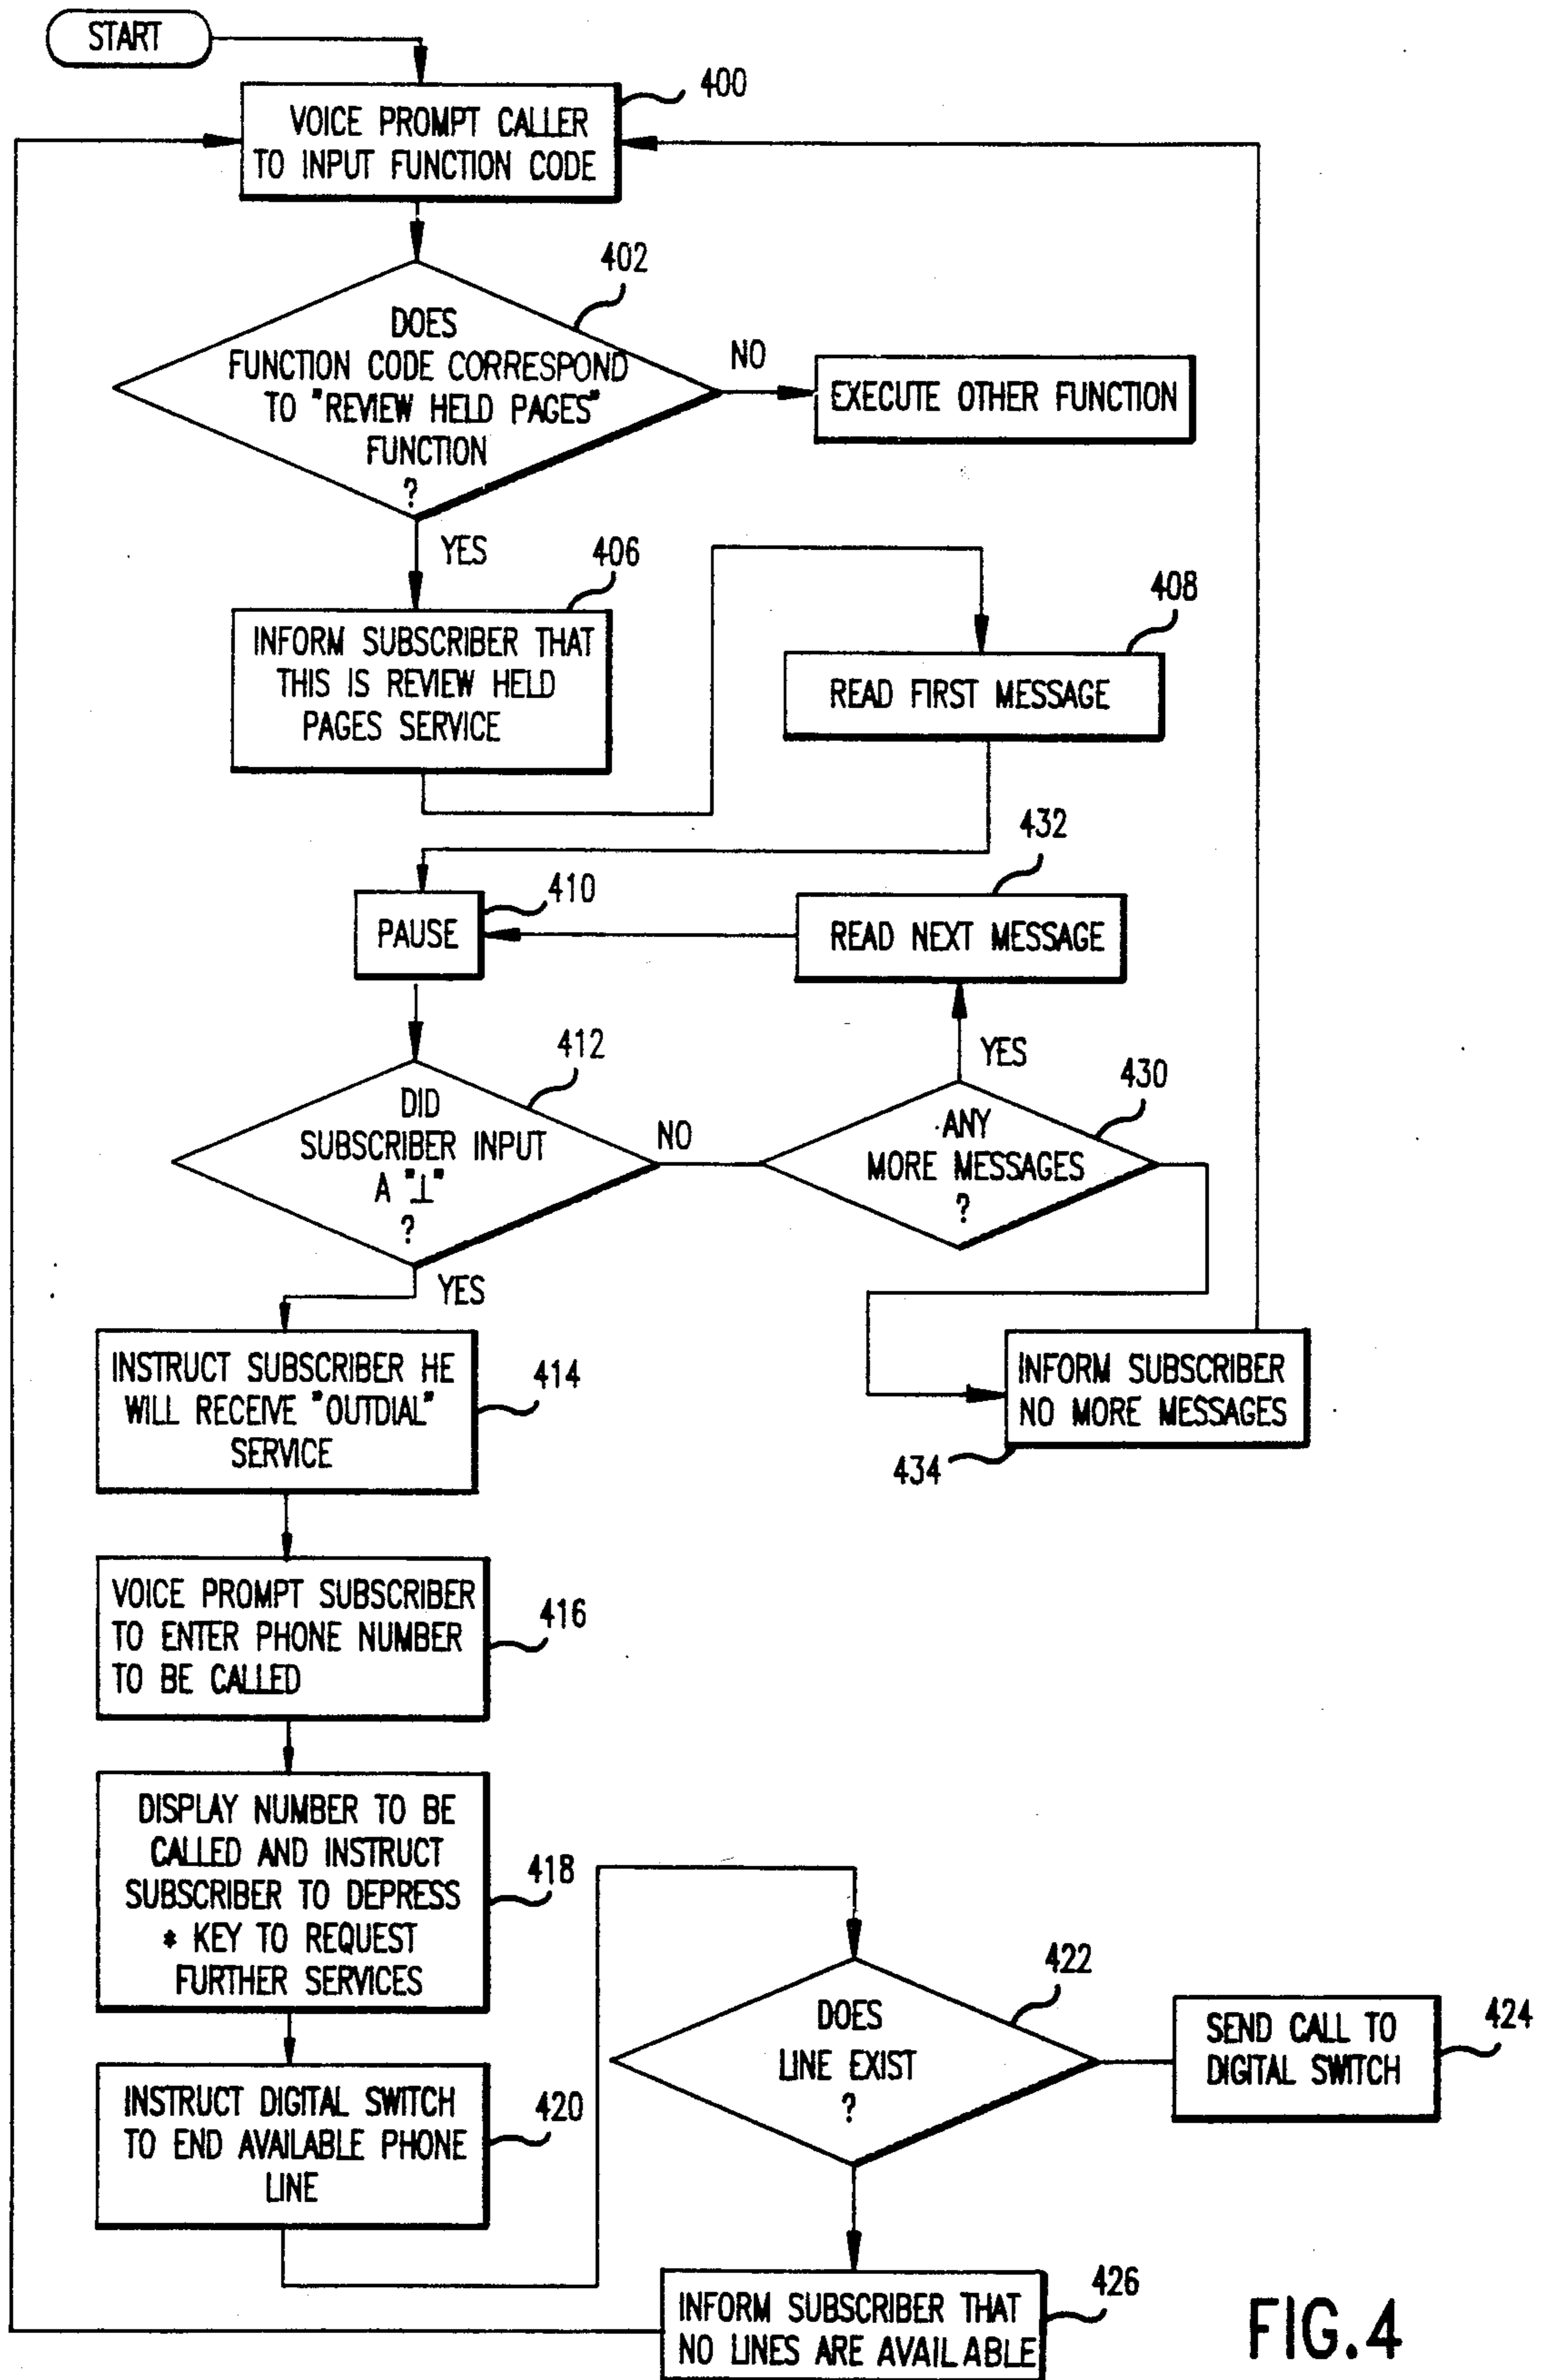 START
400
VOICE PROMPT CALLER
TO INPUT FUNCTION CODE
402
DOES
FUNCTION CODE CORRESPOND
TO "REVIEW HELD PAGES"
FUNCTION
?
NO
EXECUTE OTHER FUNCTION
YES
406
INFORM SUBSCRIBER THAT
THIS IS REVIEW HELD
PAGES SERVICE
408
READ FIRST MESSAGE
432
410
PAUSE
READ NEXT MESSAGE
412
YES
430
DID
SUBSCRIBER INPUT
A "1"
?
NO
ANY
MORE MESSAGES
?
YES
INSTRUCT SUBSCRIBER HE
WILL RECEIVE "OUTDIAL"
SERVICE
414
INFORM SUBSCRIBER
NO MORE MESSAGES
434
VOICE PROMPT SUBSCRIBER
TO ENTER PHONE NUMBER
TO BE CALLED
416
DISPLAY NUMBER TO BE
CALLED AND INSTRUCT
SUBSCRIBER TO DEPRESS
* KEY TO REQUEST
FURTHER SERVICES
418
422
DOES
LINE EXIST
?
SEND CALL TO
DIGITAL SWITCH
424
INSTRUCT DIGITAL SWITCH
TO END AVAILABLE PHONE
LINE
420
INFORM SUBSCRIBER THAT
NO LINES ARE AVAILABLE
426
FIG.4